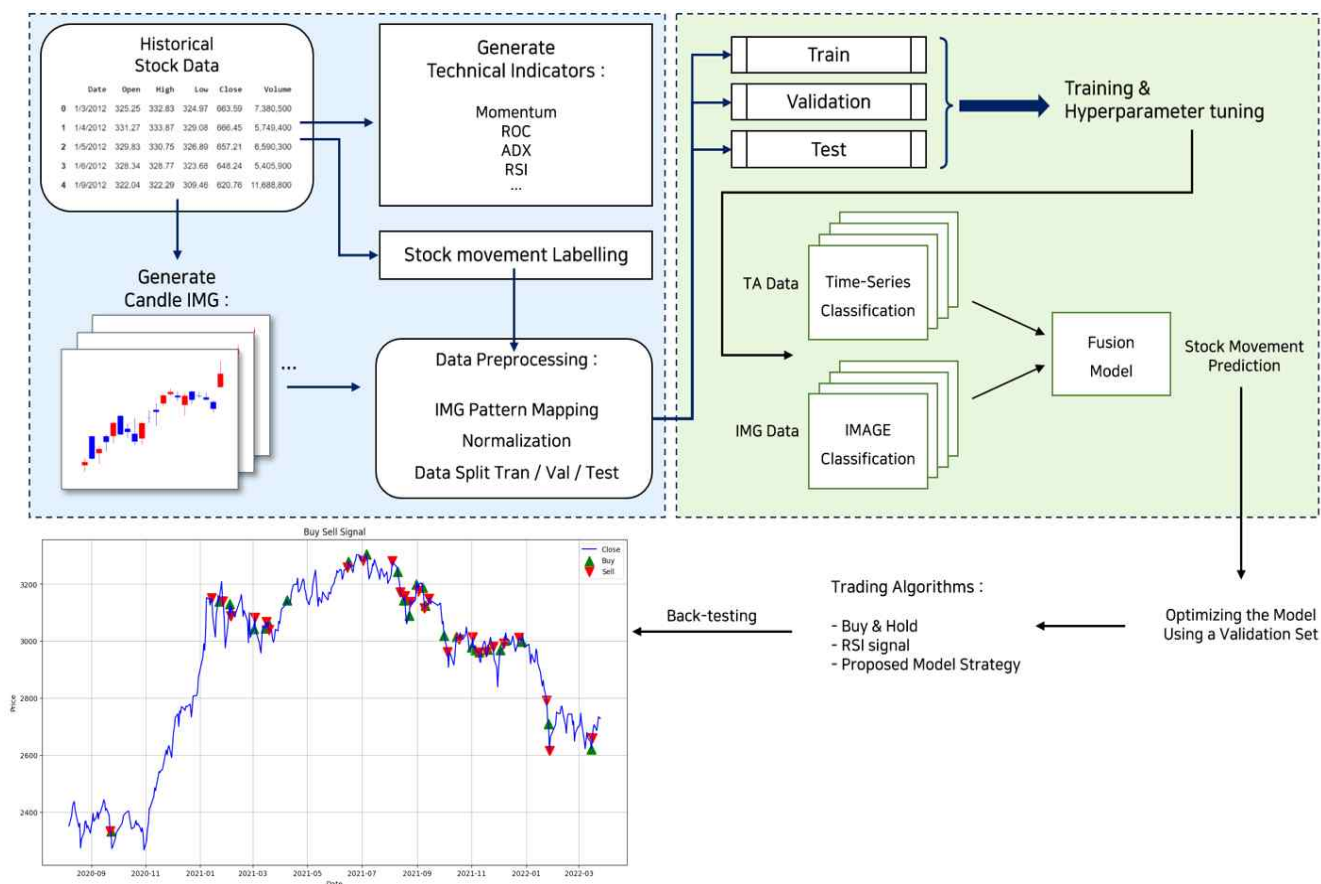 Historical
Stock Data
Date Open High Low Close Volume
0 1/3/2012 325.25 332.83 324.97 663.59 7,380,500
1 1/4/2012 331.27 333.87 329.08 666.45 5,749,400
2 1/5/2012 329.83 330.75 326.89 657.21 6,590,300
3 1/6/2012 328.34 328.77 323.68 648.24 5,405,900
4 1/9/2012 322.04 322.29 309.46 620.76 11,688,800
Generate
Technical Indicators :
Momentum
ROC
ADX
RSI
...
Stock movement Labelling
Generate
Candle IMG :
...
Data Preprocessing :
IMG Pattern Mapping
Normalization
Data Split Tran / Val / Test
Train
Validation
Test
Training &
Hyperparameter tuning
TA Data
Time-Series
Classification
IMG Data
IMAGE
Classification
Fusion
Model
Stock Movement
Prediction
Optimizing the Model
Using a Validation Set
Trading Algorithms :
- Buy & Hold
- RSI signal
- Proposed Model Strategy
Back-testing
Buy Sell Signal
Close
Buy
Sell
Price
3200
3000
2800
2600
2400
2020-09 2020-11 2021-01 2021-03 2021-05 2021-07 2021-09 2021-11 2022-01 2022-03
Date